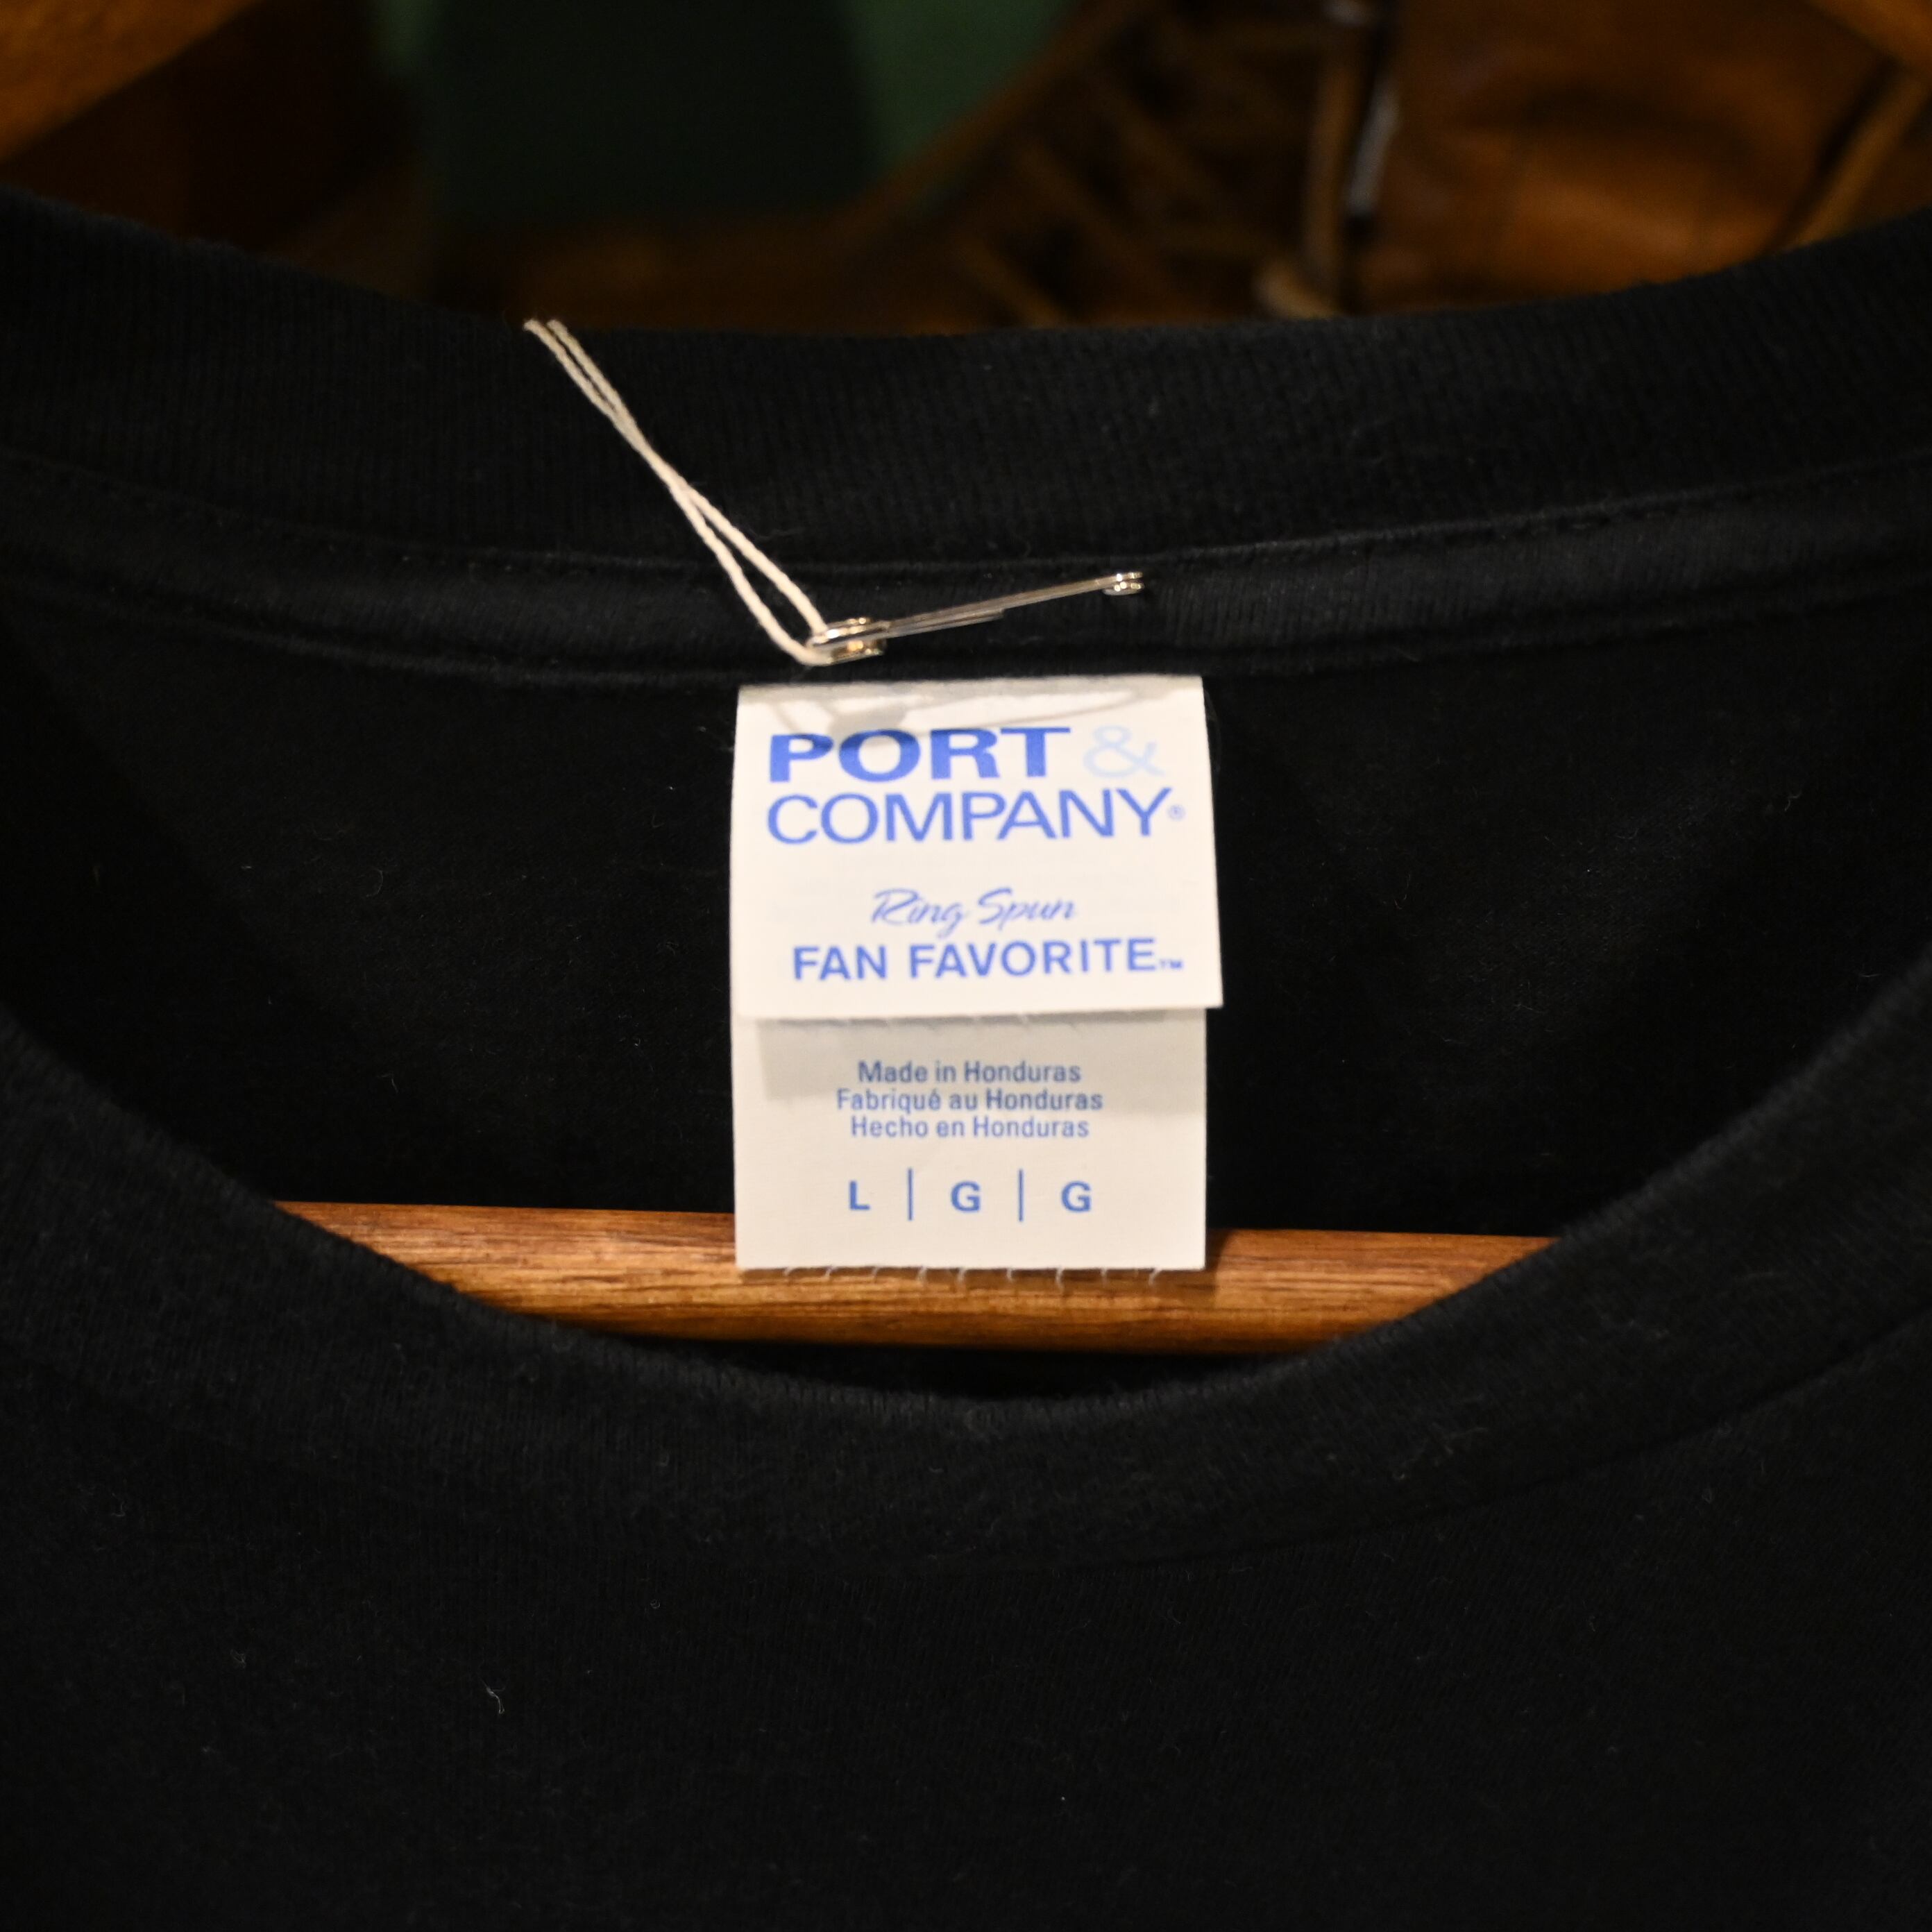 PORT &
COMPANY®
Ring Spun
FAN FAVORITE™
Made in Honduras
Fabriqué au Honduras
Hecho en Honduras
L | G | G